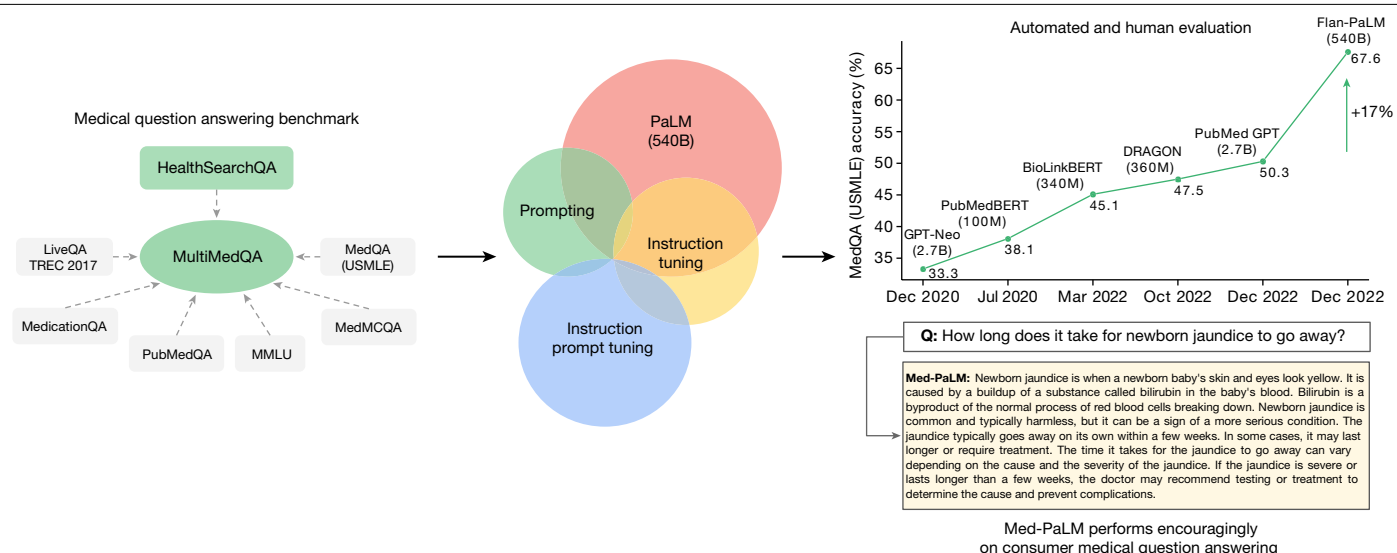 Medical question answering benchmark
HealthSearchQA
MultiMedQA
LiveQA
TREC 2017
MedQA
(USMLE)
MedicationQA
PubMedQA
MMLU
MedMCQA
PaLM
(540B)
Prompting
Instruction
tuning
Instruction
prompt tuning
Automated and human evaluation
MedQA (USMLE) accuracy (%)
65
60
55
50
45
40
35
GPT-Neo
(2.7B)
33.3
PubMedBERT
(100M)
38.1
BioLinkBERT
(340M)
45.1
DRAGON
(360M)
47.5
PubMed GPT
(2.7B)
50.3
Flan-PaLM
(540B)
67.6
+17%
Dec 2020 Jul 2020 Mar 2022 Oct 2022 Dec 2022 Dec 2022
Q: How long does it take for newborn jaundice to go away?
Med-PaLM: Newborn jaundice is when a newborn baby's skin and eyes look yellow. It is
caused by a buildup of a substance called bilirubin in the baby's blood. Bilirubin is a
byproduct of the normal process of red blood cells breaking down. Newborn jaundice is
common and typically harmless, but it can be a sign of a more serious condition. The
jaundice typically goes away on its own within a few weeks. In some cases, it may last
longer or require treatment. The time it takes for the jaundice to go away can vary
depending on the cause and the severity of the jaundice. If the jaundice is severe or
lasts longer than a few weeks, the doctor may recommend testing or treatment to
determine the cause and prevent complications.
Med-PaLM performs encouragingly
on consumer medical question answering